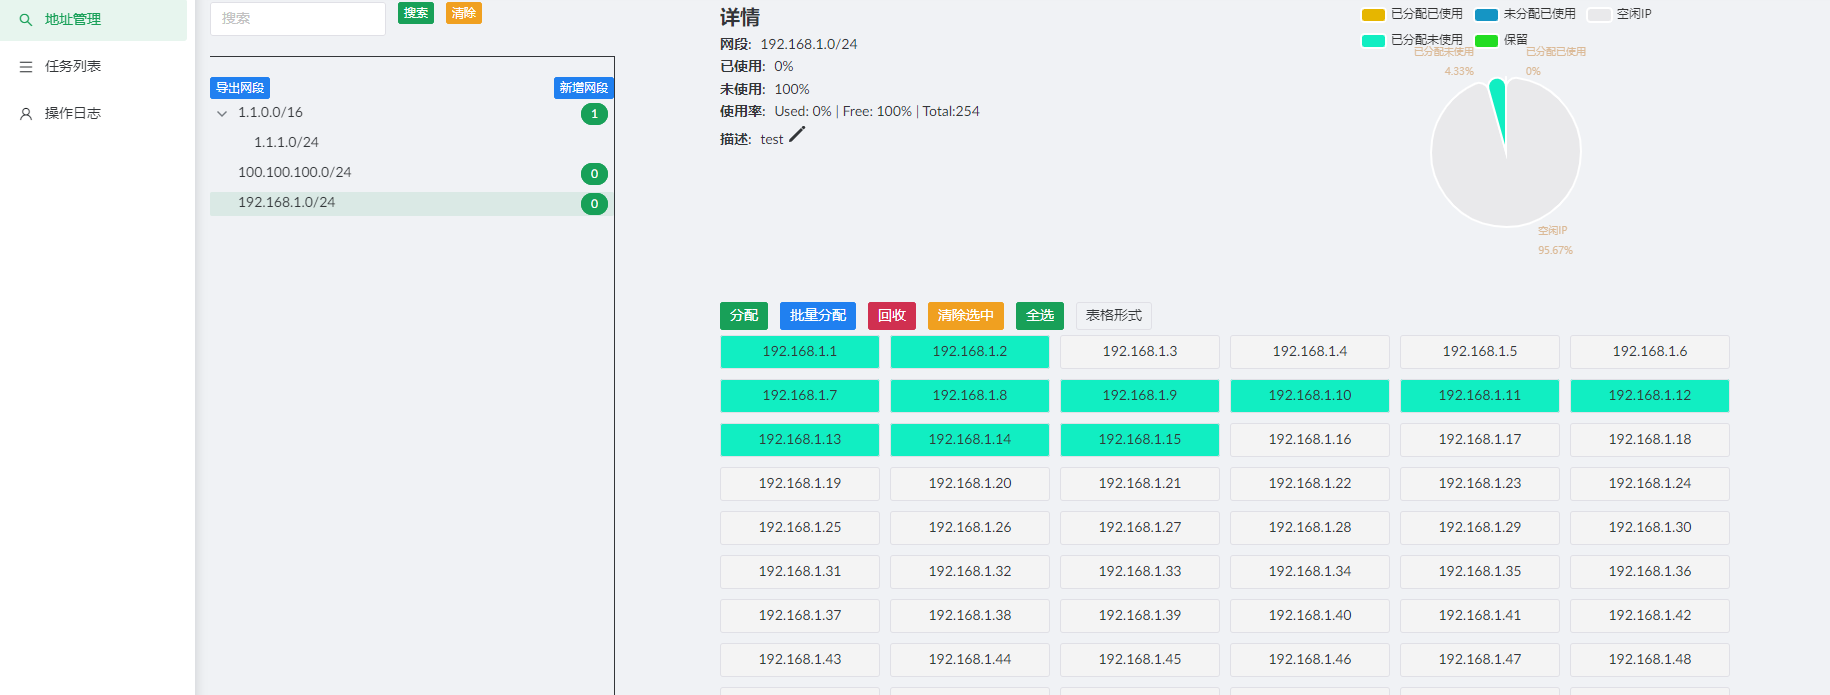 地址管理
任务列表
操作日志
搜索
搜索
清除
导出网段
新增网段
1.1.0.0/16
1
1.1.1.0/24
100.100.100.0/24
0
192.168.1.0/24
0
详情
网段: 192.168.1.0/24
已使用: 0%
未使用: 100%
使用率: Used: 0% | Free: 100% | Total:254
描述: test
已分配已使用
未分配已使用
空闲IP
已分配未使用
保留
已分配未使用
4.33%
已分配已使用
0%
空闲IP
95.67%
分配 批量分配 回收 清除选中 全选 表格形式
192.168.1.1 192.168.1.2 192.168.1.3 192.168.1.4 192.168.1.5 192.168.1.6
192.168.1.7 192.168.1.8 192.168.1.9 192.168.1.10 192.168.1.11 192.168.1.12
192.168.1.13 192.168.1.14 192.168.1.15 192.168.1.16 192.168.1.17 192.168.1.18
192.168.1.19 192.168.1.20 192.168.1.21 192.168.1.22 192.168.1.23 192.168.1.24
192.168.1.25 192.168.1.26 192.168.1.27 192.168.1.28 192.168.1.29 192.168.1.30
192.168.1.31 192.168.1.32 192.168.1.33 192.168.1.34 192.168.1.35 192.168.1.36
192.168.1.37 192.168.1.38 192.168.1.39 192.168.1.40 192.168.1.41 192.168.1.42
192.168.1.43 192.168.1.44 192.168.1.45 192.168.1.46 192.168.1.47 192.168.1.48